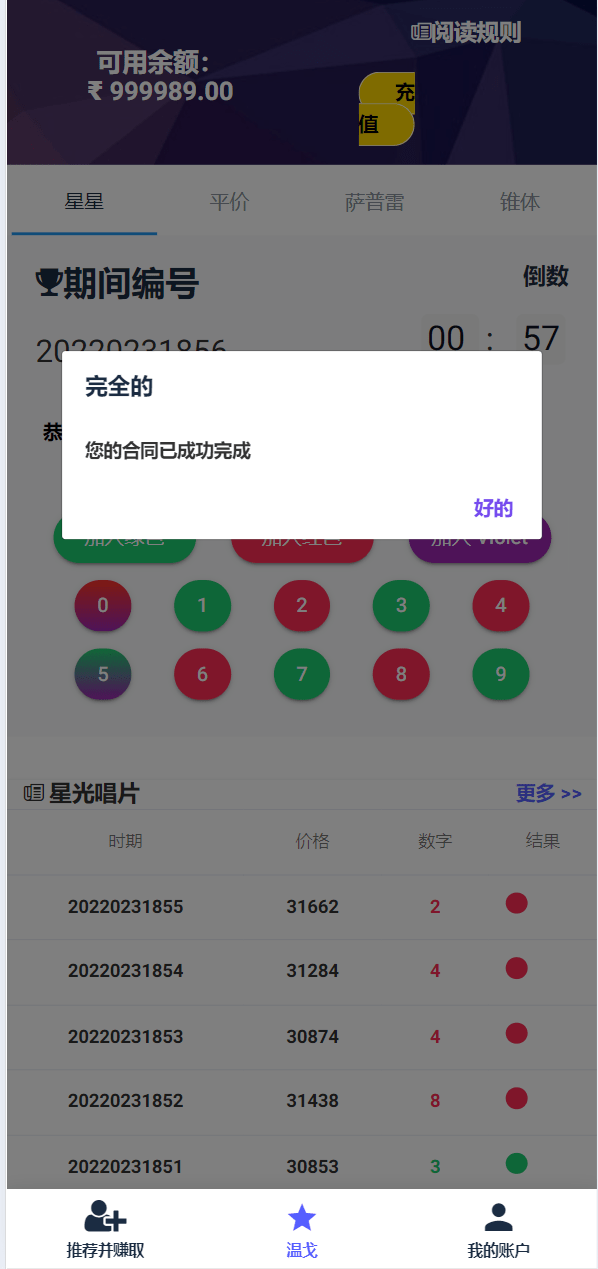 阅读规则
可用余额:
₹ 999989.00
充
值
星星 平价 萨普雷 锥体
期间编号
倒数
20220231856
00 : 57
完全的
恭
您的合同已成功完成
好的
加入绿色 加入红色 加入 Violet
0 1 2 3 4
5 6 7 8 9
星光唱片 更多 >>
时期 价格 数字 结果
20220231855 31662 2
20220231854 31284 4
20220231853 30874 4
20220231852 31438 8
20220231851 30853 3
推荐并赚取 温戈 我的账户